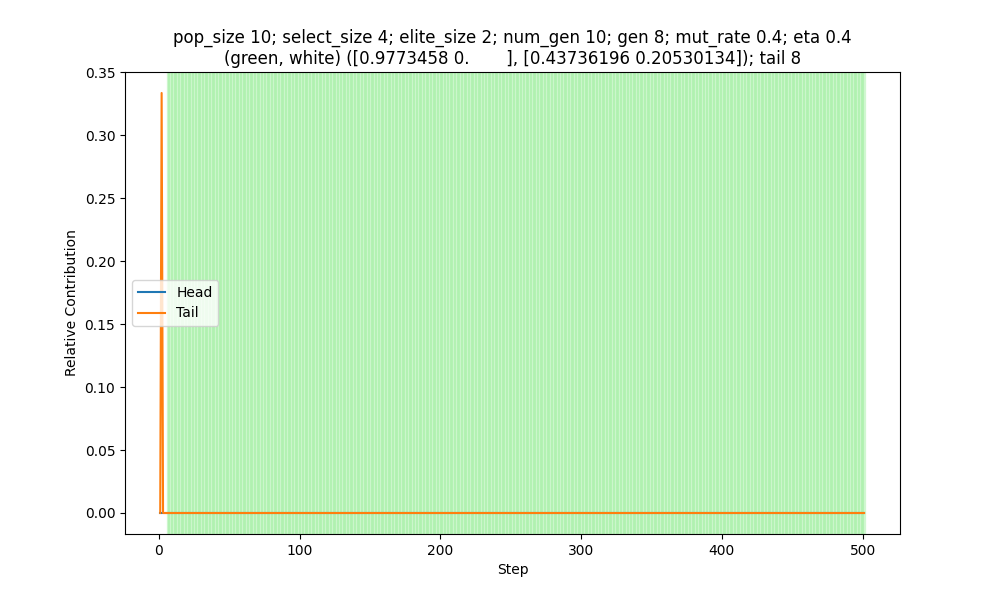 pop_size 10; select_size 4; elite_size 2; num_gen 10; gen 8; mut_rate 0.4; eta 0.4
(green, white) ([0.9773458 0.        ], [0.43736196 0.20530134]); tail 8
0.35
0.30
0.25
0.20
0.15
0.10
0.05
0.00
Relative Contribution
Head
Tail
0 100 200 300 400 500
Step